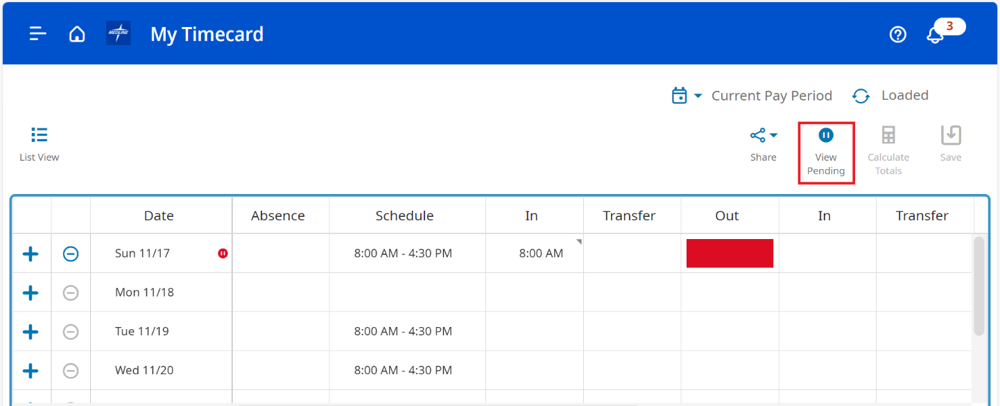 MEDLINE
My Timecard
3
Current Pay Period
Loaded
List View
Share
View
Pending
Calculate
Totals
Save
Date Absence Schedule In Transfer Out In Transfer
Sun 11/17 8:00 AM - 4:30 PM 8:00 AM
Mon 11/18
Tue 11/19 8:00 AM - 4:30 PM
Wed 11/20 8:00 AM - 4:30 PM